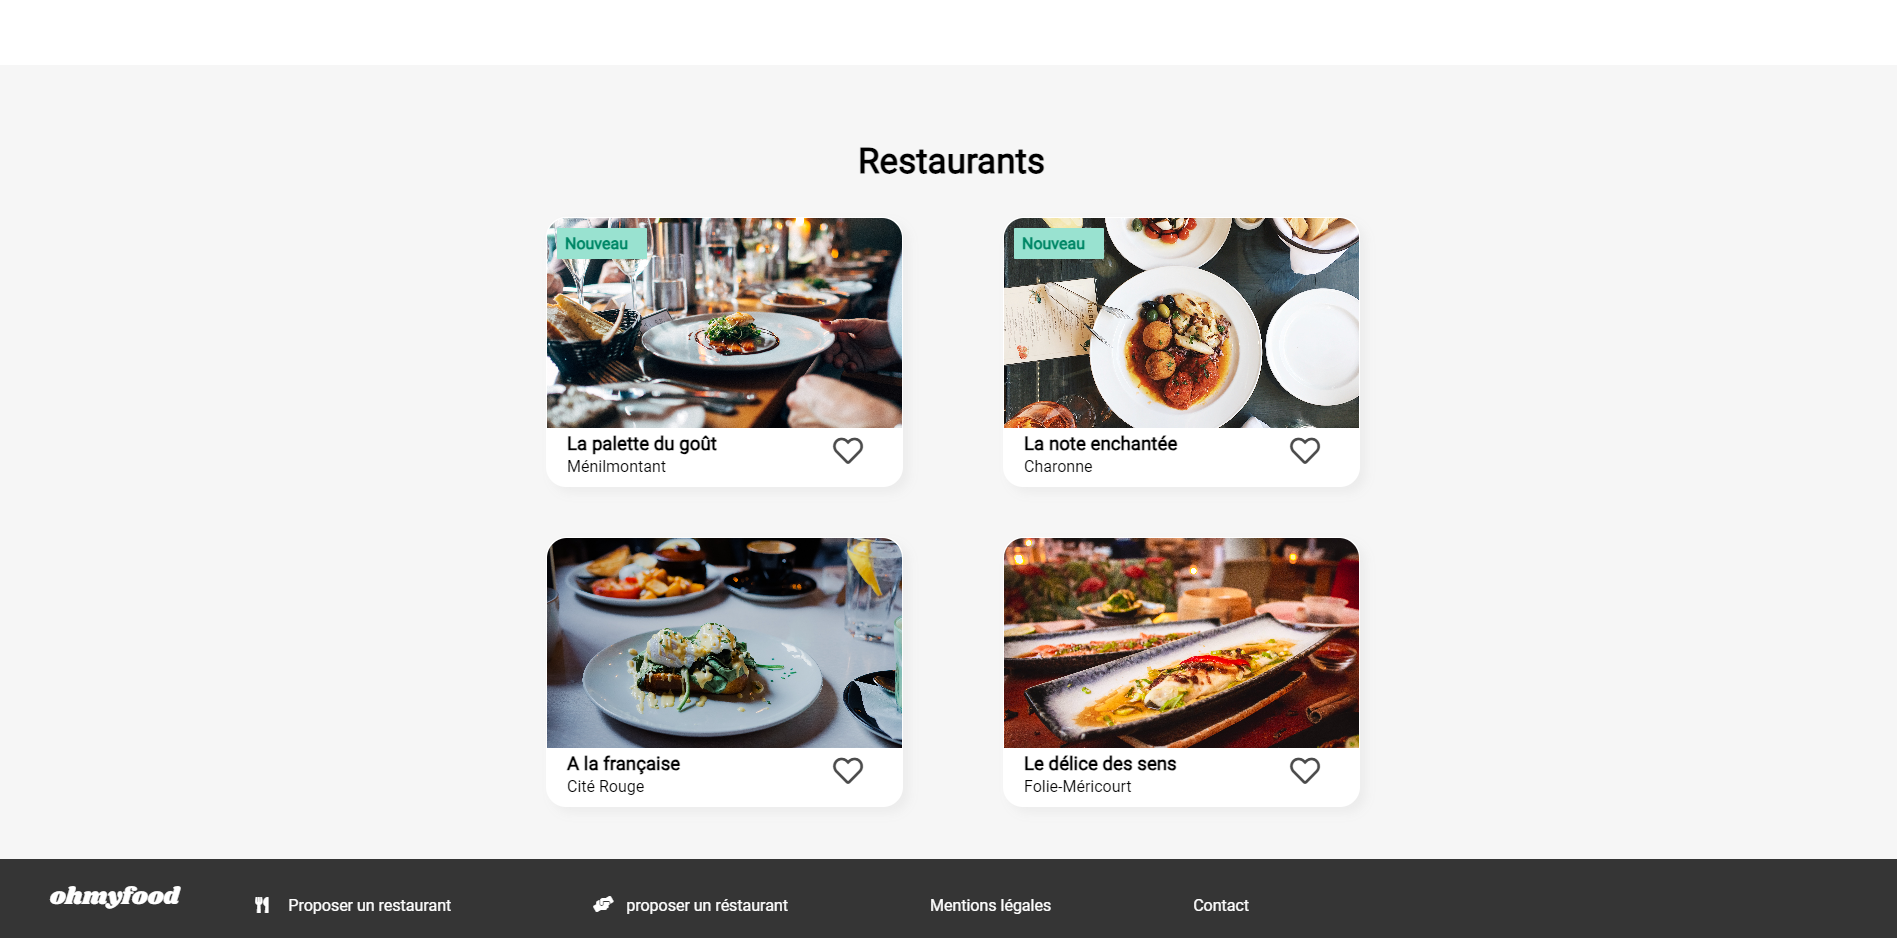 Restaurants
Nouveau
Nouveau
La palette du goût
Ménilmontant
La note enchantée
Charonne
A la française
Cité Rouge
Le délice des sens
Folie-Méricourt
ohmyfood
Proposer un restaurant
proposer un réstaurant
Mentions légales
Contact